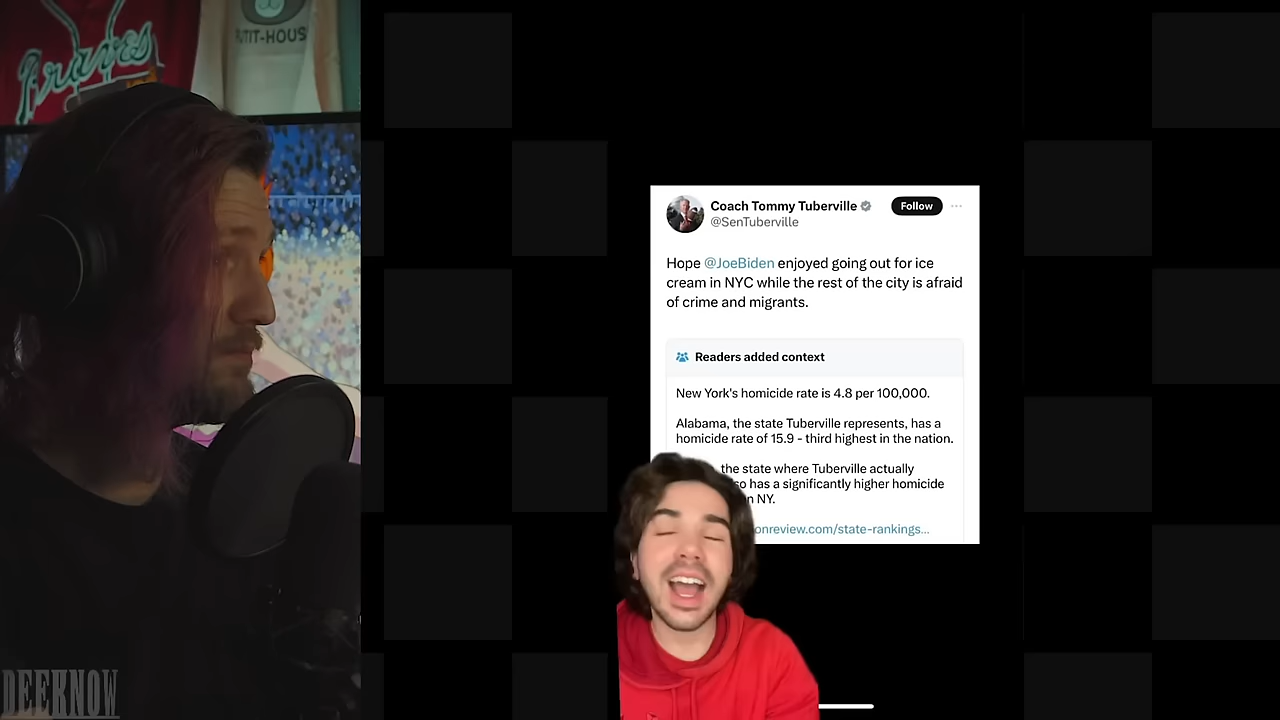 Braves
TIT-HOUS
Coach Tommy Tuberville
Follow
@SenTuberville
Hope @JoeBiden enjoyed going out for ice
cream in NYC while the rest of the city is afraid
of crime and migrants.
Readers added context
New York's homicide rate is 4.8 per 100,000.
Alabama, the state Tuberville represents, has a
homicide rate of 15.9 - third highest in the nation.
the state where Tuberville actually
so has a significantly higher homicide
n NY.
onreview.com/state-rankings...
DEEKNOW